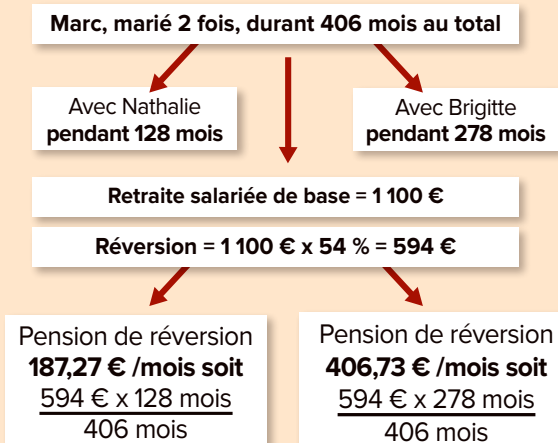 Marc, marié 2 fois, durant 406 mois au total
Avec Nathalie
pendant 128 mois
Avec Brigitte
pendant 278 mois
Retraite salariée de base = 1 100 €
Réversion = 1 100 € x 54 % = 594 €
Pension de réversion
187,27 € /mois soit
594 € x 128 mois
406 mois
Pension de réversion
406,73 € /mois soit
594 € x 278 mois
406 mois